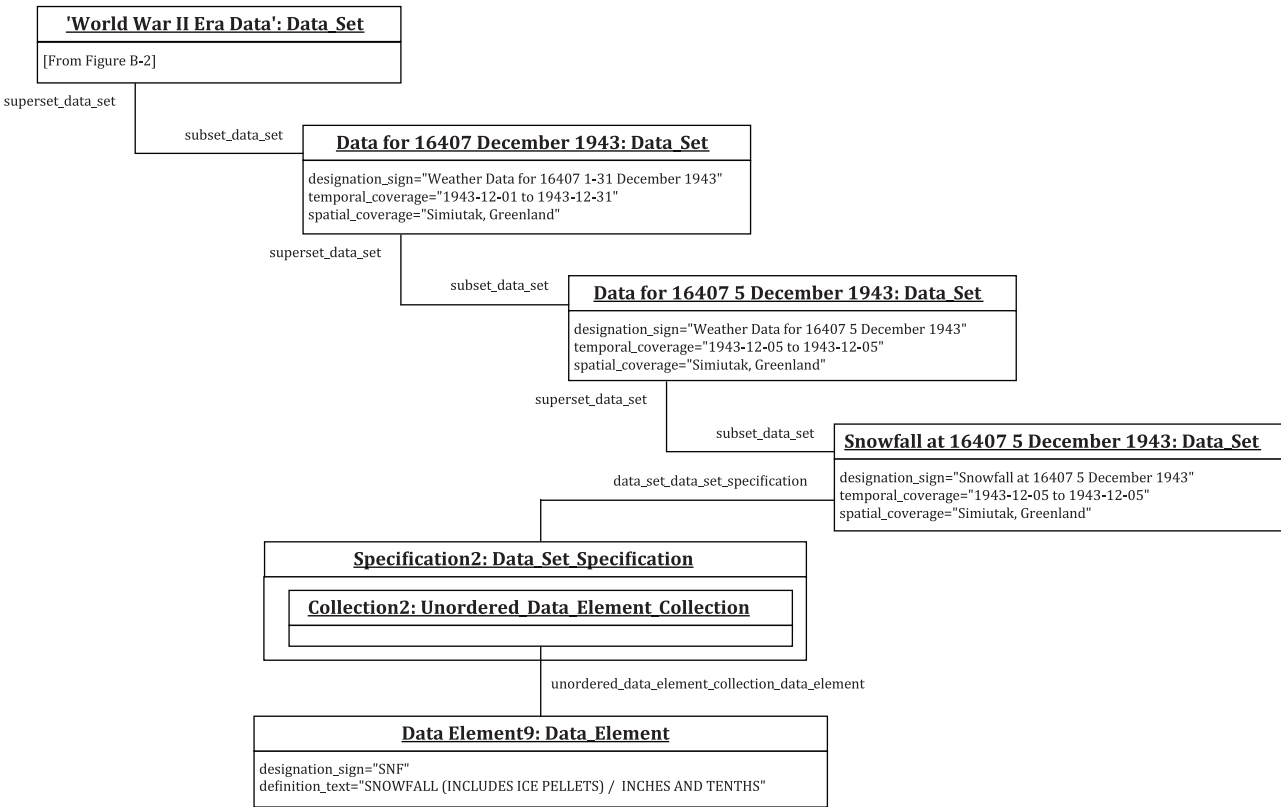 'World War II Era Data': Data_Set
[From Figure B-2]
superset_data_set
subset_data_set
Data for 16407 December 1943: Data_Set
designation_sign="Weather Data for 16407 1-31 December 1943"
temporal_coverage="1943-12-01 to 1943-12-31"
spatial_coverage="Simiutak, Greenland"
superset_data_set
subset_data_set
Data for 16407 5 December 1943: Data_Set
designation_sign="Weather Data for 16407 5 December 1943"
temporal_coverage="1943-12-05 to 1943-12-05"
spatial_coverage="Simiutak, Greenland"
superset_data_set
subset_data_set
Snowfall at 16407 5 December 1943: Data_Set
designation_sign="Snowfall at 16407 5 December 1943"
temporal_coverage="1943-12-05 to 1943-12-05"
spatial_coverage="Simiutak, Greenland"
data_set_data_set_specification
Specification2: Data_Set_Specification
Collection2: Unordered_Data_Element_Collection
unordered_data_element_collection_data_element
Data Element9: Data_Element
designation_sign="SNF"
definition_text="SNOWFALL (INCLUDES ICE PELLETS) / INCHES AND TENTHS"